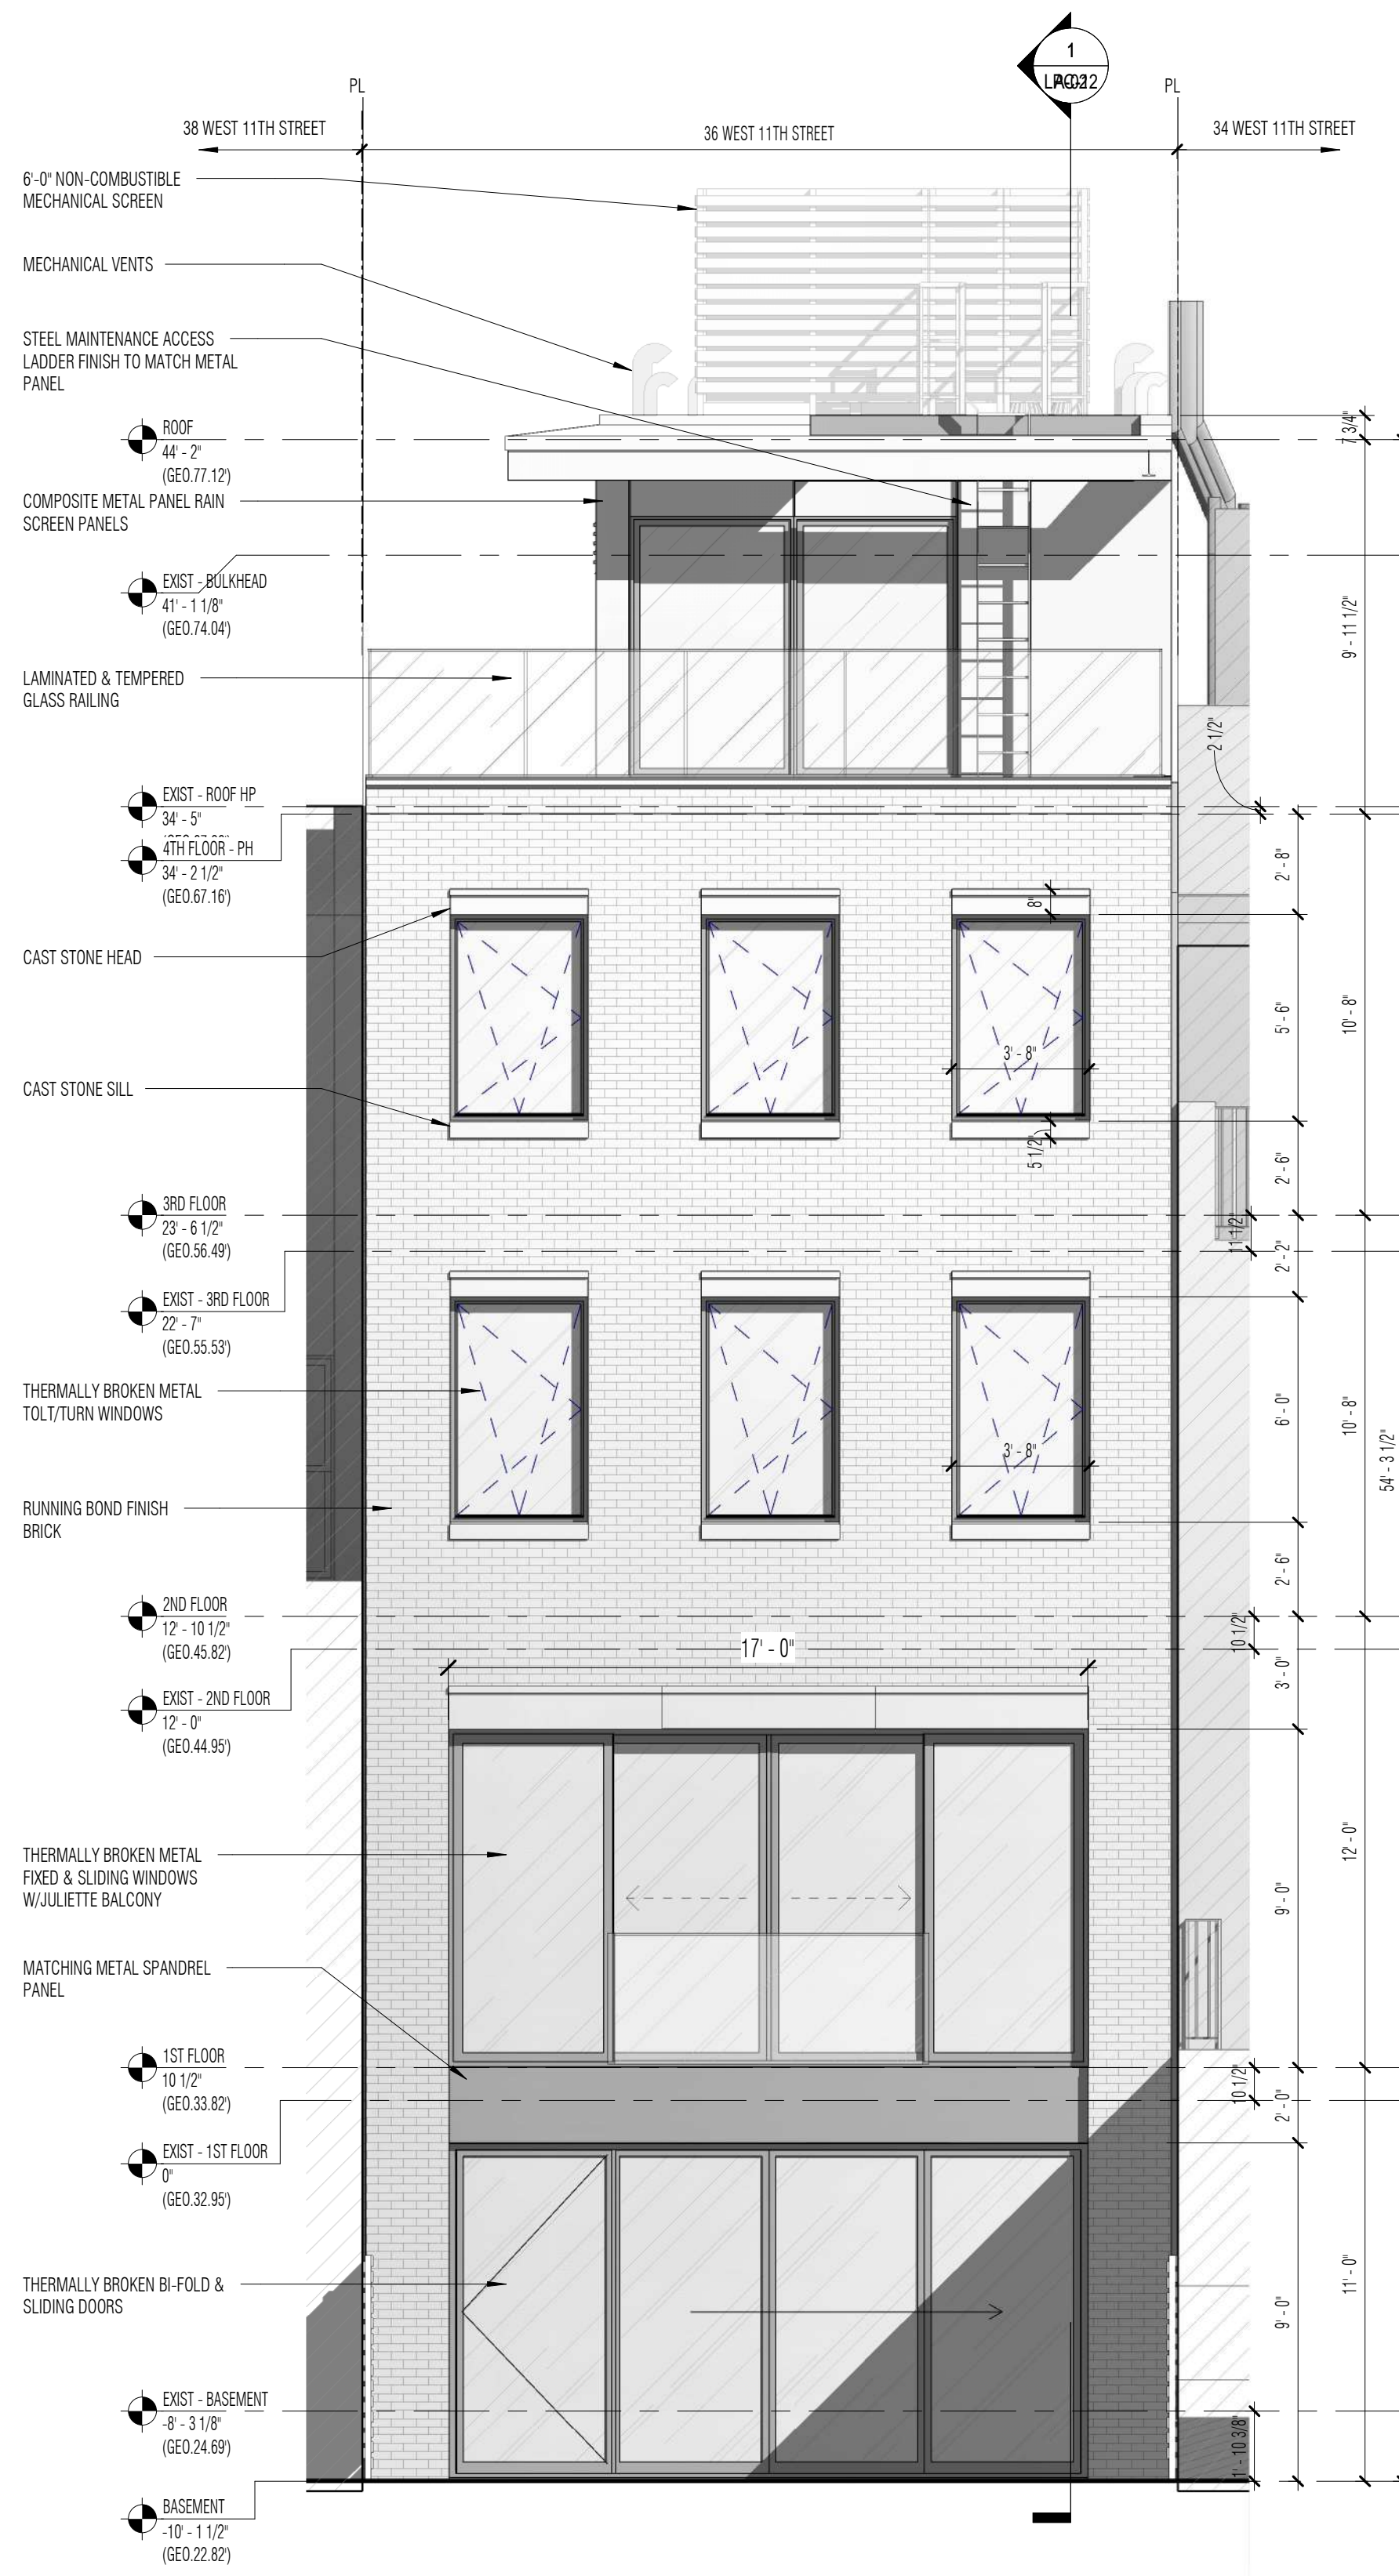 1
PL
PL
38 WEST 11TH STREET
36 WEST 11TH STREET
34 WEST 11TH STREET
6'-0" NON-COMBUSTIBLE
MECHANICAL SCREEN
MECHANICAL VENTS
STEEL MAINTENANCE ACCESS
LADDER FINISH TO MATCH METAL
PANEL
ROOF
44' - 2"
(GEO.77.12')
COMPOSITE METAL PANEL RAIN
SCREEN PANELS
EXIST - BULKHEAD
41' - 1 1/8"
(GEO.74.04')
LAMINATED & TEMPERED
GLASS RAILING
EXIST - ROOF HP
34' - 5"
4TH FLOOR - PH
34' - 2 1/2"
(GEO.67.16')
CAST STONE HEAD
CAST STONE SILL
3RD FLOOR
23' - 6 1/2"
(GEO.56.49')
EXIST - 3RD FLOOR
22' - 7"
(GEO.55.53')
THERMALLY BROKEN METAL
TOLT/TURN WINDOWS
RUNNING BOND FINISH
BRICK
2ND FLOOR
12' - 10 1/2"
(GEO.45.82')
EXIST - 2ND FLOOR
12' - 0"
(GEO.44.95')
THERMALLY BROKEN METAL
FIXED & SLIDING WINDOWS
W/JULIETTE BALCONY
MATCHING METAL SPANDREL
PANEL
1ST FLOOR
10 1/2"
(GEO.33.82')
EXIST - 1ST FLOOR
0"
(GEO.32.95')
THERMALLY BROKEN BI-FOLD &
SLIDING DOORS
EXIST - BASEMENT
-8' - 3 1/8"
(GEO.24.69')
BASEMENT
-10' - 1 1/2"
(GEO.22.82')
8"
3' - 8"
5 1/2"
3' - 8"
17' - 0"
2 1/2"
11 1/2"
10 1/2"
10 1/2"
1' - 10 3/8"
2' - 8"
5' - 6"
2' - 6"
2' - 2"
6' - 0"
2' - 6"
3' - 0"
9' - 0"
2' - 0"
9' - 0"
7 3/4"
9' - 11 1/2"
10' - 8"
10' - 8"
12' - 0"
11' - 0"
54' - 3 1/2"